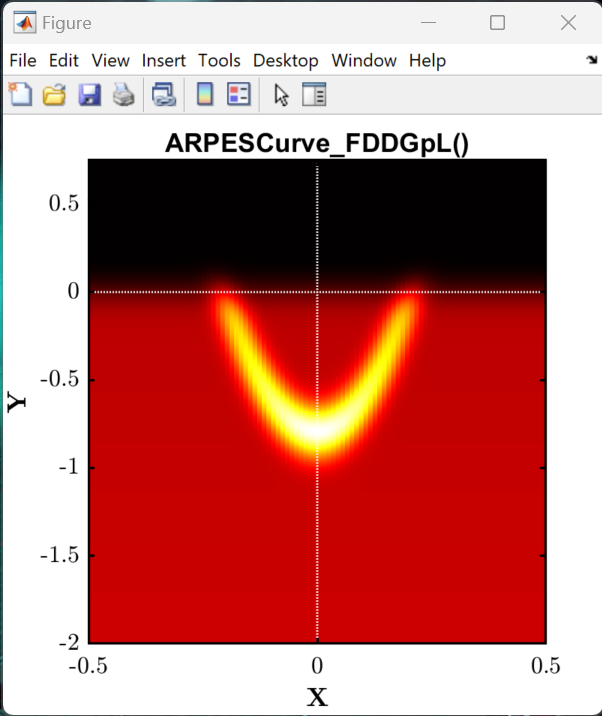 Figure
File Edit View Insert Tools Desktop Window Help
ARPESCurve_FDDGpL()
0.5
0
-0.5
-1
-1.5
-2
Y
-0.5 0 0.5
X